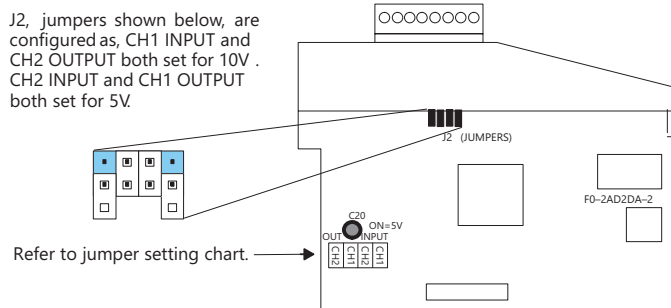 J2, jumpers shown below, are
configured as, CH1 INPUT and
CH2 OUTPUT both set for 10V .
CH2 INPUT and CH1 OUTPUT
both set for 5V.
J2 (JUMPERS)
F0–2AD2DA–2
C20
ON=5V
OUT INPUT
CH2 CH1 CH2 CH1
Refer to jumper setting chart.